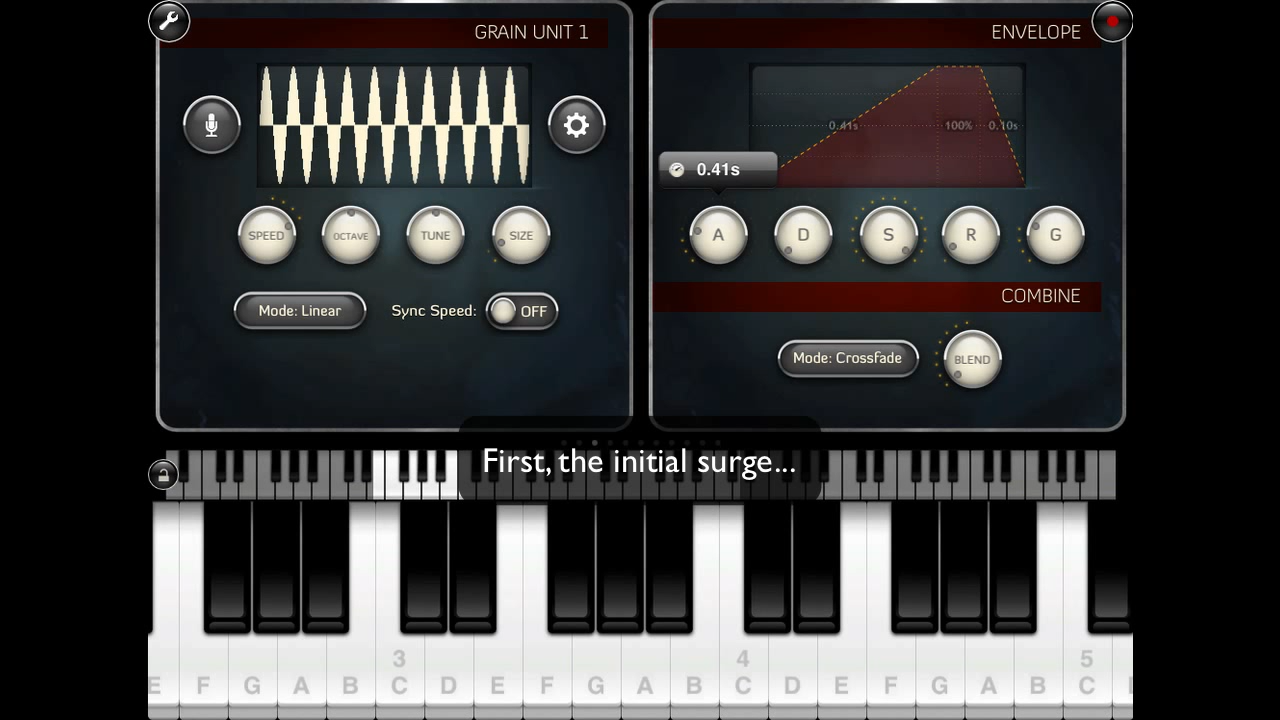 GRAIN UNIT 1
ENVELOPE
0.41s
100%
0.10s
0.41s
SPEED
OCTAVE
TUNE
SIZE
A
D
S
R
G
COMBINE
Mode: Linear
Sync Speed:
OFF
Mode: Crossfade
BLEND
First, the initial surge...
3
4
5
E F G A B C D E F G A B C D E F G A B C